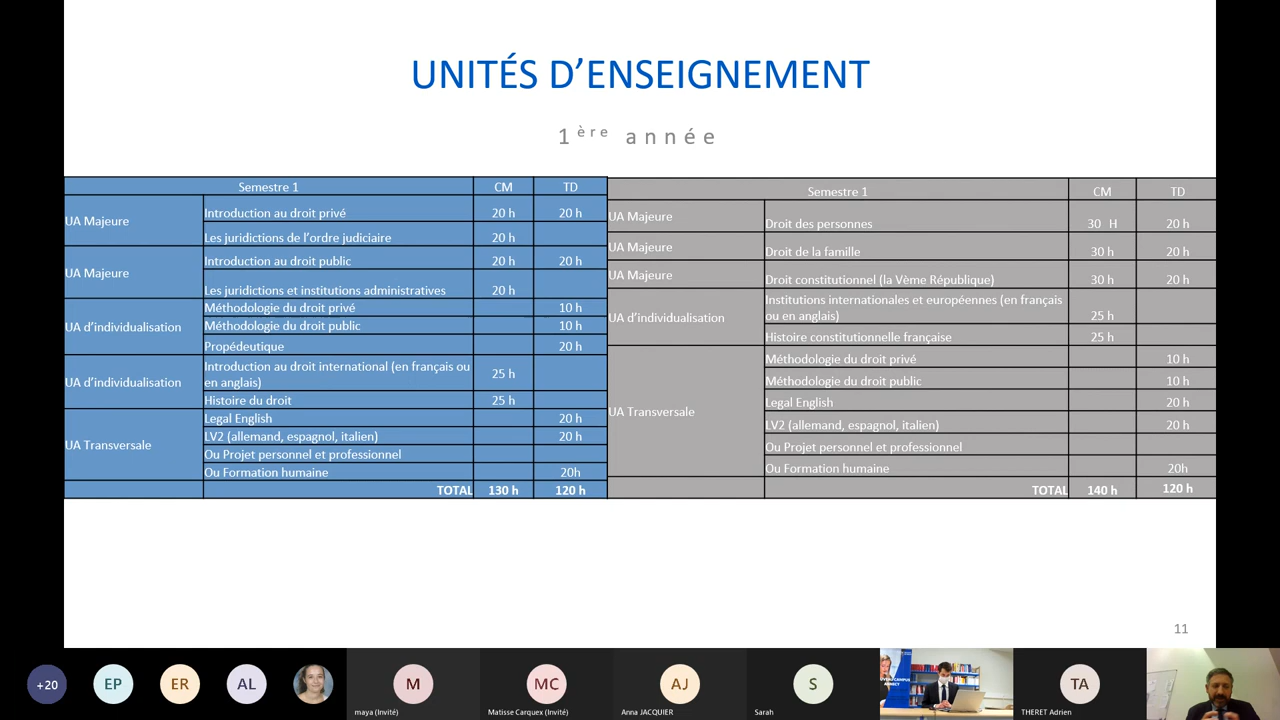 UNITÉS D’ENSEIGNEMENT
1ère année
Semestre 1 CM TD
UA Majeure
Introduction au droit privé 20 h 20 h
Les juridictions de l’ordre judiciaire 20 h
UA Majeure
Introduction au droit public 20 h 20 h
Les juridictions et institutions administratives 20 h
UA d’individualisation
Méthodologie du droit privé 10 h
Méthodologie du droit public 10 h
Propédeutique 20 h
UA d’individualisation
Introduction au droit international (en français ou
en anglais) 25 h
Histoire du droit 25 h
UA Transversale
Legal English 20 h
LV2 (allemand, espagnol, italien) 20 h
Ou Projet personnel et professionnel
Ou Formation humaine 20h
TOTAL 130 h 120 h
Semestre 1 CM TD
UA Majeure
Droit des personnes 30 H 20 h
UA Majeure
Droit de la famille 30 h 20 h
UA Majeure
Droit constitutionnel (la Vème République) 30 h 20 h
UA d’individualisation
Institutions internationales et européennes (en français
ou en anglais) 25 h
Histoire constitutionnelle française 25 h
UA Transversale
Méthodologie du droit privé 10 h
Méthodologie du droit public 10 h
Legal English 20 h
LV2 (allemand, espagnol, italien) 20 h
Ou Projet personnel et professionnel
Ou Formation humaine 20h
TOTAL 140 h 120 h
11
+20
EP
ER
AL
M
maya (Invité)
MC
Matisse Carquex (Invité)
AJ
Anna JACQUIER
S
Sarah
TA
THERET Adrien